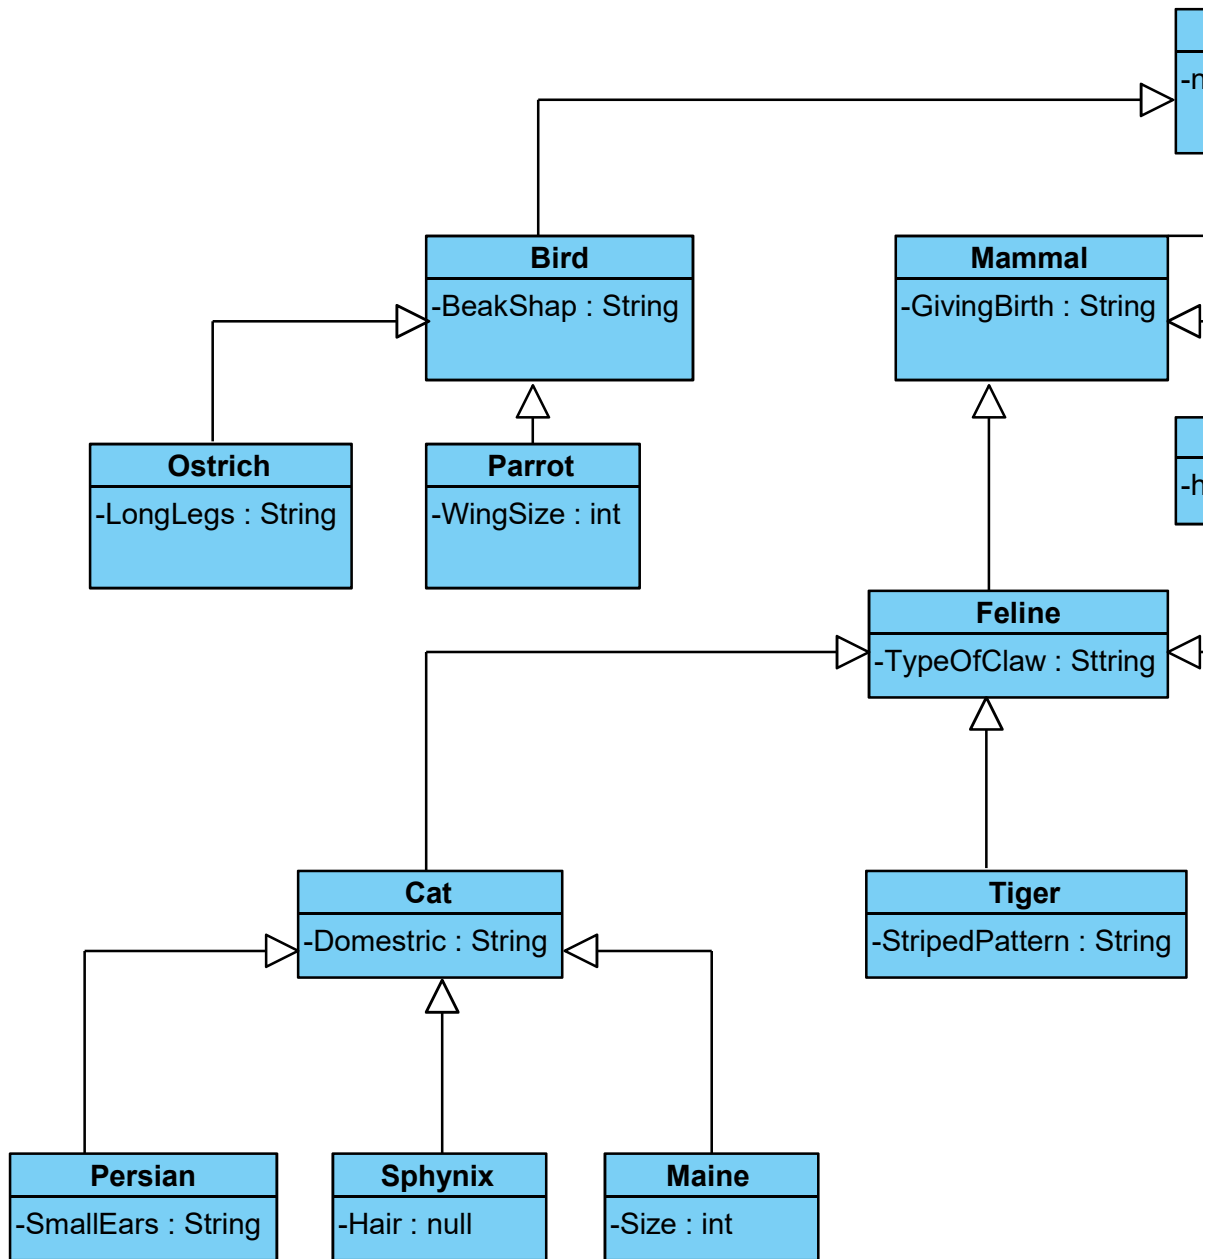 -n
Bird
-BeakShap : String
Mammal
-GivingBirth : String
Ostrich
-LongLegs : String
Parrot
-WingSize : int
-h
Feline
-TypeOfClaw : Sttring
Cat
-Domestric : String
Tiger
-StripedPattern : String
Persian
-SmallEars : String
Sphynix
-Hair : null
Maine
-Size : int